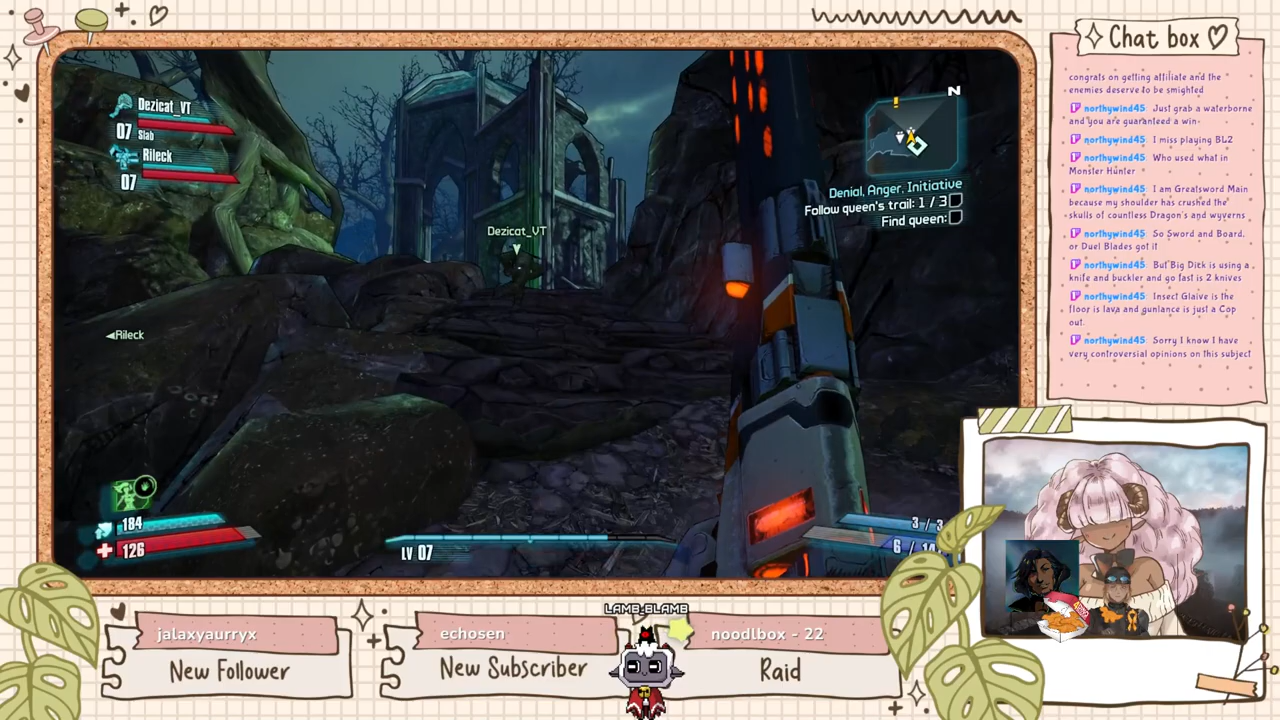 Chat box
congrats on getting affiliate and the
enemies deserve to be smighted
northywind45: Just grab a waterborne
and you are guaranteed a win
northywind45: I miss playing BL2
northywind45: Who used what in
Monster Hunter
northywind45: I am Greatsword Main
because my shoulder has crushed the
skulls of countless Dragon's and wyverns
northywind45: So Sword and Board,
or Duel Blades got it
northywind45: But Big Dick is using a
knife and buckler and go fast is 2 knives
northywind45: Insect Glaive is the
floor is lava and gunlance is just a Cop
out.
northywind45: Sorry I know I have
very controversial opinions on this subject
Dezicat_VT
07 Slab
Rileck
07
N
Denial, Anger, Initiative
Follow queen's trail: 1 / 3
Find queen:
Dezicat_VT
Rileck
184
126
LV 07
3 / 3
6 / 14
LAMB_BLAMB
jalaxyaurryx
New Follower
echosen
New Subscriber
noodlbox - 22
Raid